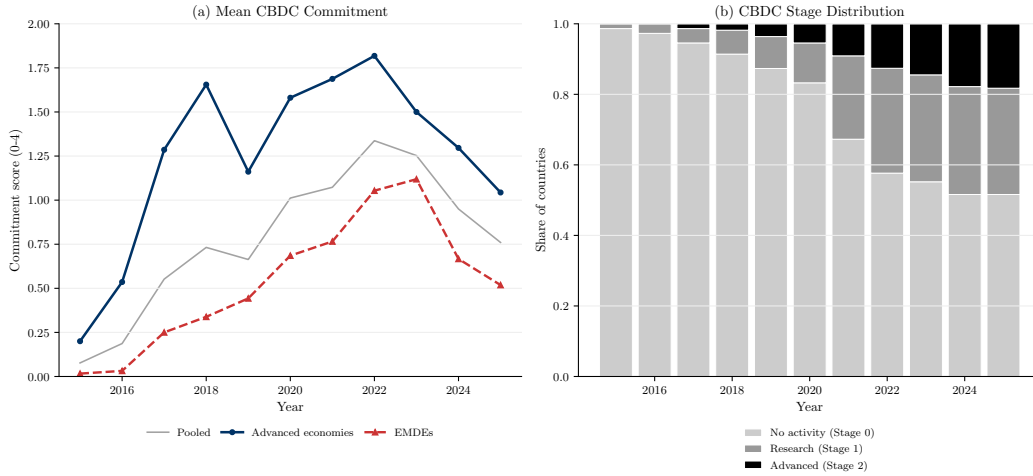 (a) Mean CBDC Commitment
2.00
1.75
1.50
1.25
1.00
0.75
0.50
0.25
0.00
Commitment score (0-4)
2016
2018
2020
2022
2024
Year
Pooled
Advanced economies
EMDEs
(b) CBDC Stage Distribution
1.0
0.8
0.6
0.4
0.2
0.0
Share of countries
2016
2018
2020
2022
2024
Year
No activity (Stage 0)
Research (Stage 1)
Advanced (Stage 2)